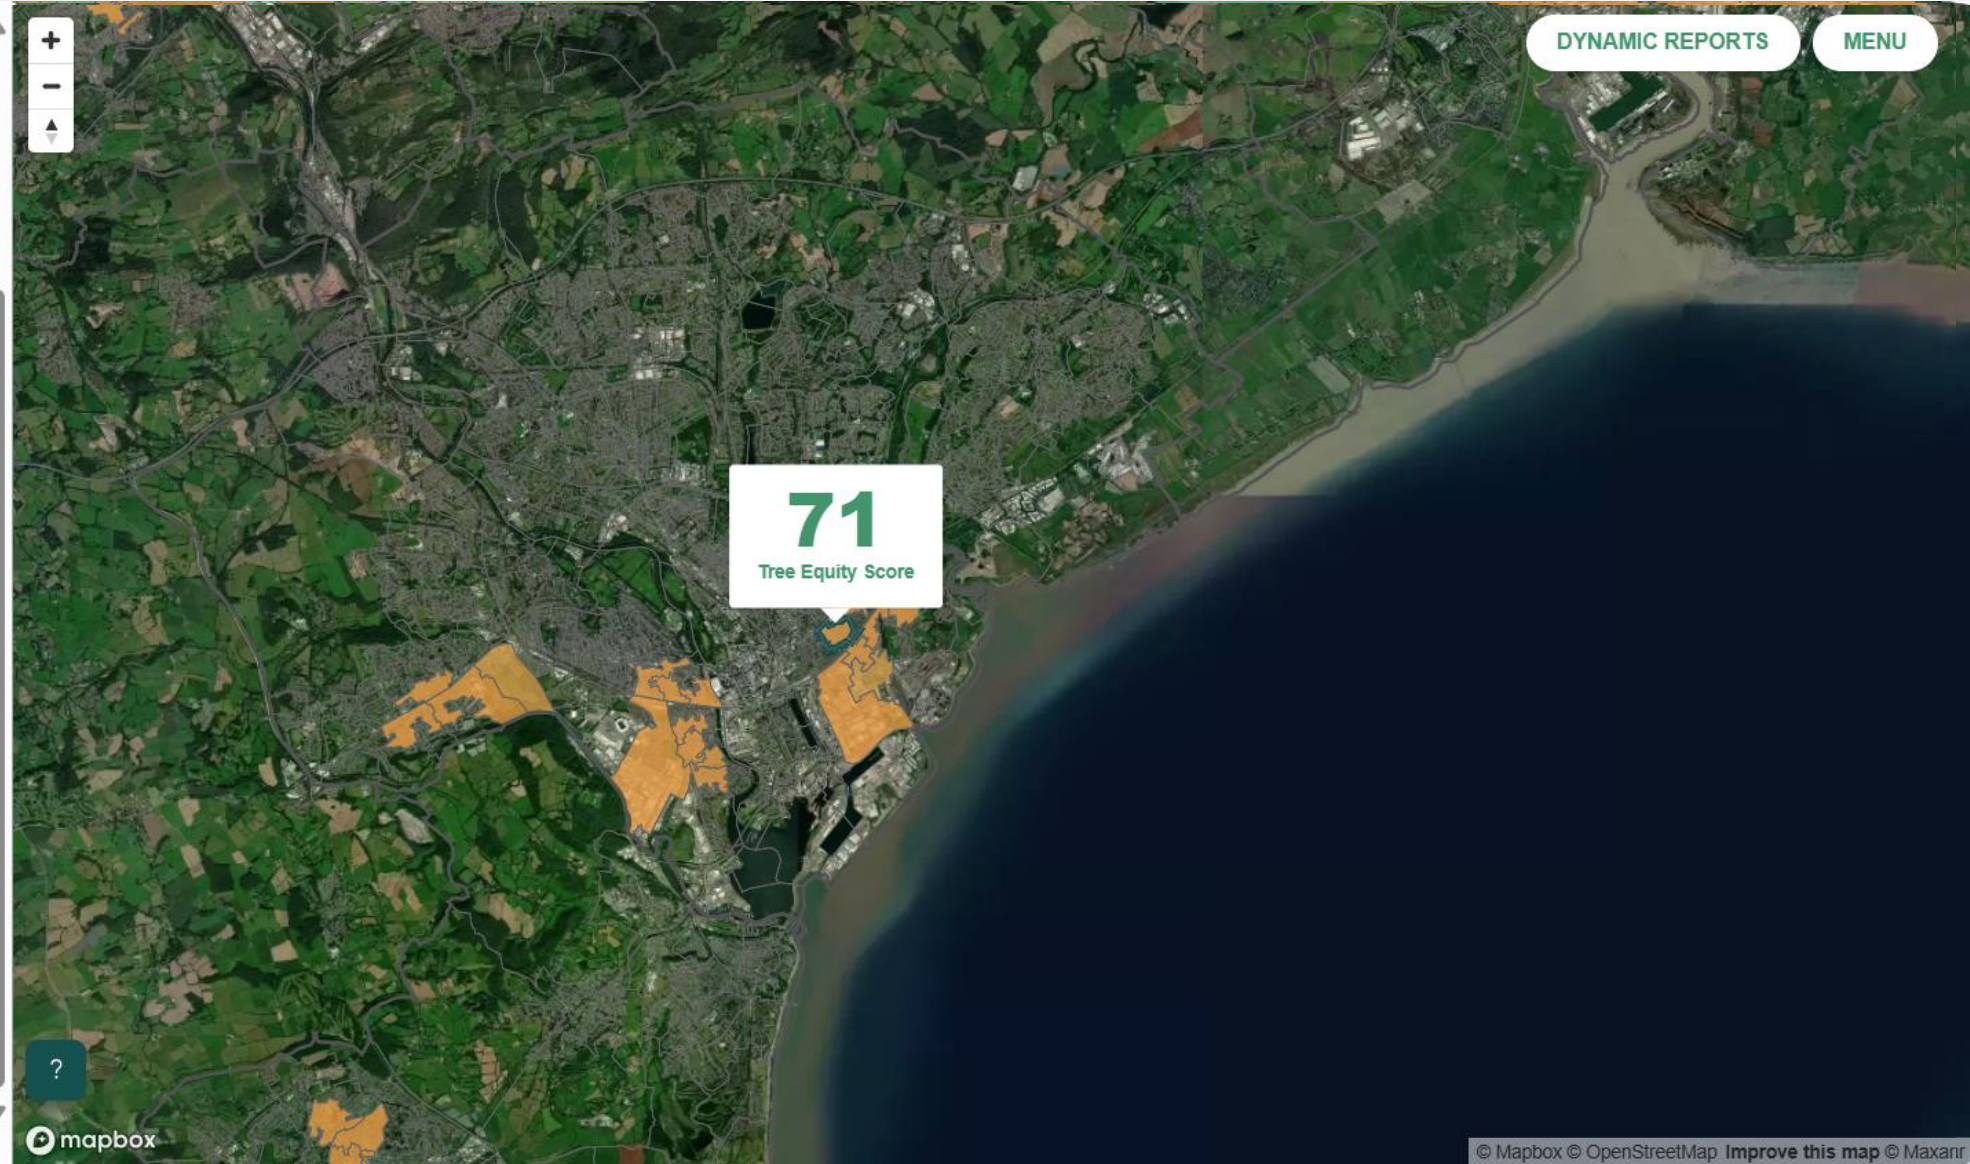 +
−
DYNAMIC REPORTS
MENU
71
Tree Equity Score
?
mapbox
© Mapbox © OpenStreetMap Improve this map © Maxar